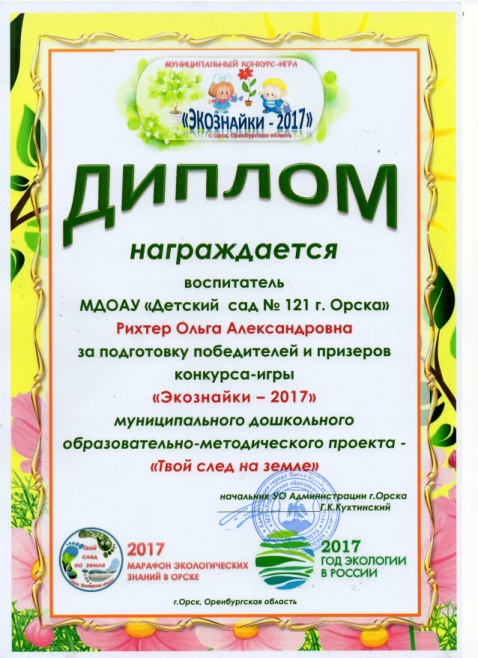 МУНИЦИПАЛЬНЫЙ КОНКУРС-ИГРА
«ЭКОЗНАЙКИ - 2017»
г. Орск, Оренбургская область
ДИПЛОМ
награждается
воспитатель
МДОАУ «Детский сад № 121 г. Орска»
Рихтер Ольга Александровна
за подготовку победителей и призеров
конкурса-игры
«Экознайки – 2017»
муниципального дошкольного
образовательно-методического проекта -
«Твой след на земле»
начальник УО Администрации г.Орска
Г.К.Кухтинский
Твой
след
на земле
2017
МАРАФОН ЭКОЛОГИЧЕСКИХ
ЗНАНИЙ В ОРСКЕ
2017
ГОД ЭКОЛОГИИ
В РОССИИ
г.Орск, Оренбургская область